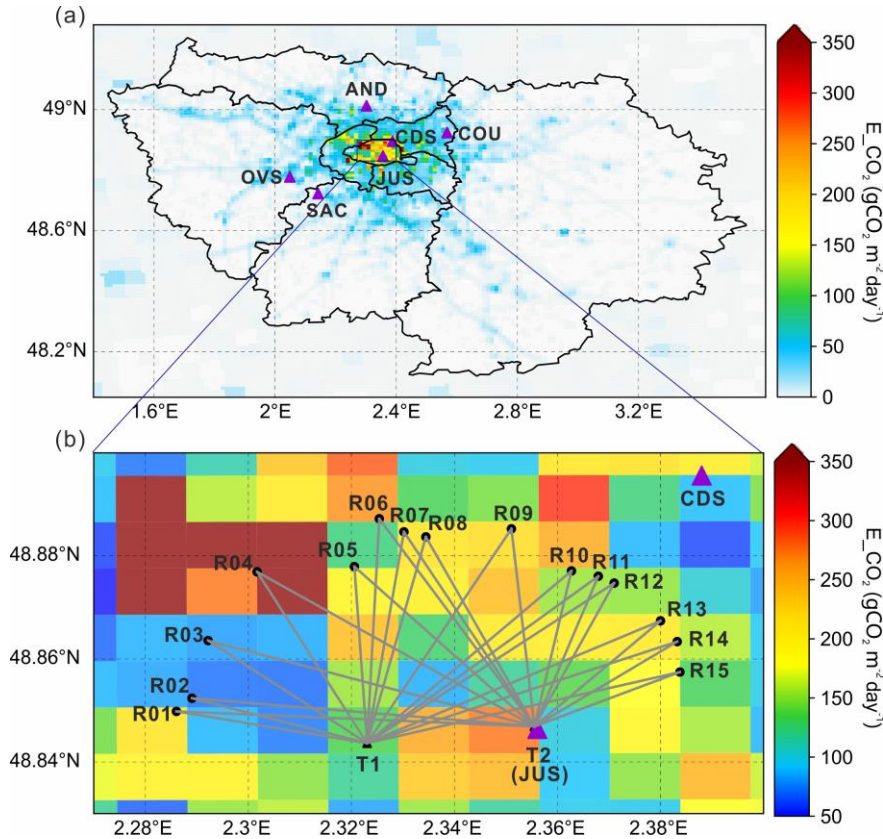 (a)
AND
CDS
COU
OVS
JUS
SAC
49°N
48.6°N
48.2°N
1.6°E 2°E 2.4°E 2.8°E 3.2°E
350
300
250
200
150
100
50
0
E_CO₂ (gCO₂ m⁻² day⁻¹)
(b)
CDS
R06
R07
R08
R09
R05
R04
R10
R11
R12
R03
R13
R14
R02
R15
R01
T1
T2
(JUS)
48.88°N
48.86°N
48.84°N
2.28°E 2.3°E 2.32°E 2.34°E 2.36°E 2.38°E
350
300
250
200
150
100
50
E_CO₂ (gCO₂ m⁻² day⁻¹)